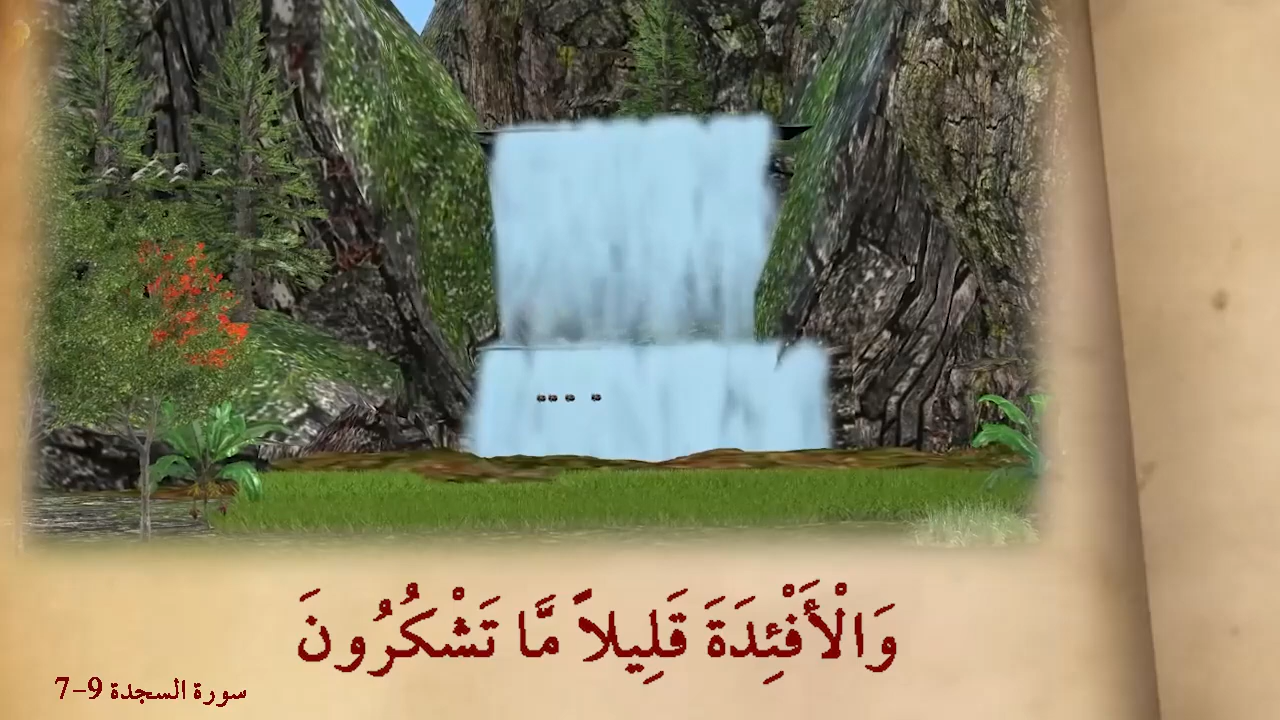 وَالْأَفْئِدَةَ قَلِيلاً مَّا تَشْكُرُونَ
سورة السجدة 9-7